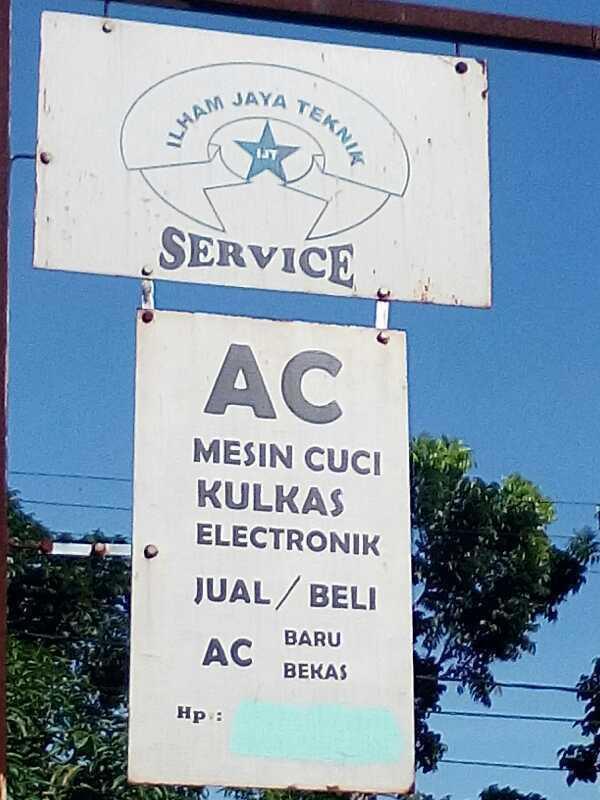 ILHAM JAYA TEKNIK
IJT
SERVICE
AC
MESIN CUCI
KULKAS
ELECTRONIK
JUAL / BELI
AC BARU
BEKAS
Hp :